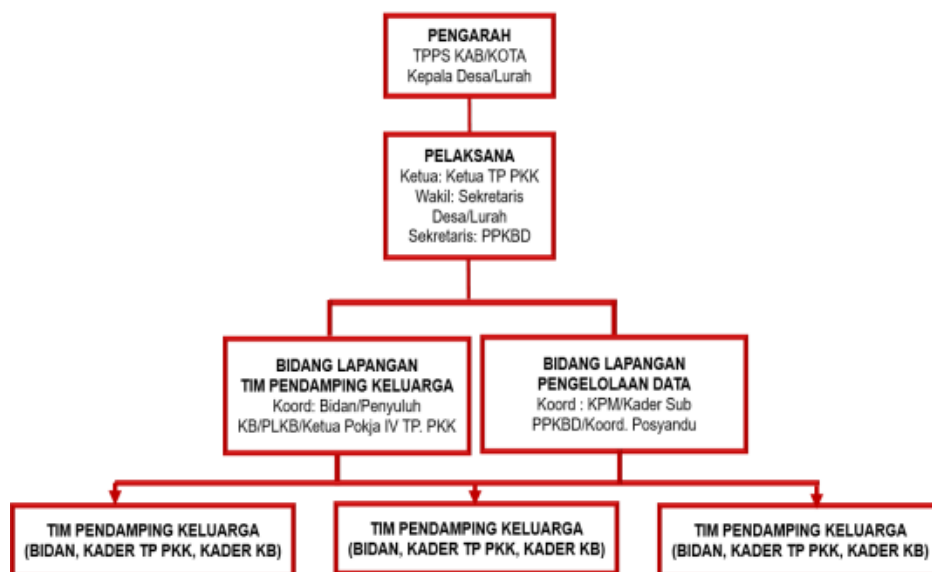 PENGARAH
TPPS KAB/KOTA
Kepala Desa/Lurah
PELAKSANA
Ketua: Ketua TP PKK
Wakil: Sekretaris
Desa/Lurah
Sekretaris: PPKBD
BIDANG LAPANGAN
TIM PENDAMPING KELUARGA
Koord: Bidan/Penyuluh
KB/PLKB/Ketua Pokja IV TP. PKK
BIDANG LAPANGAN
PENGELOLAAN DATA
Koord : KPM/Kader Sub
PPKBD/Koord. Posyandu
TIM PENDAMPING KELUARGA
(BIDAN, KADER TP PKK, KADER KB)
TIM PENDAMPING KELUARGA
(BIDAN, KADER TP PKK, KADER KB)
TIM PENDAMPING KELUARGA
(BIDAN, KADER TP PKK, KADER KB)